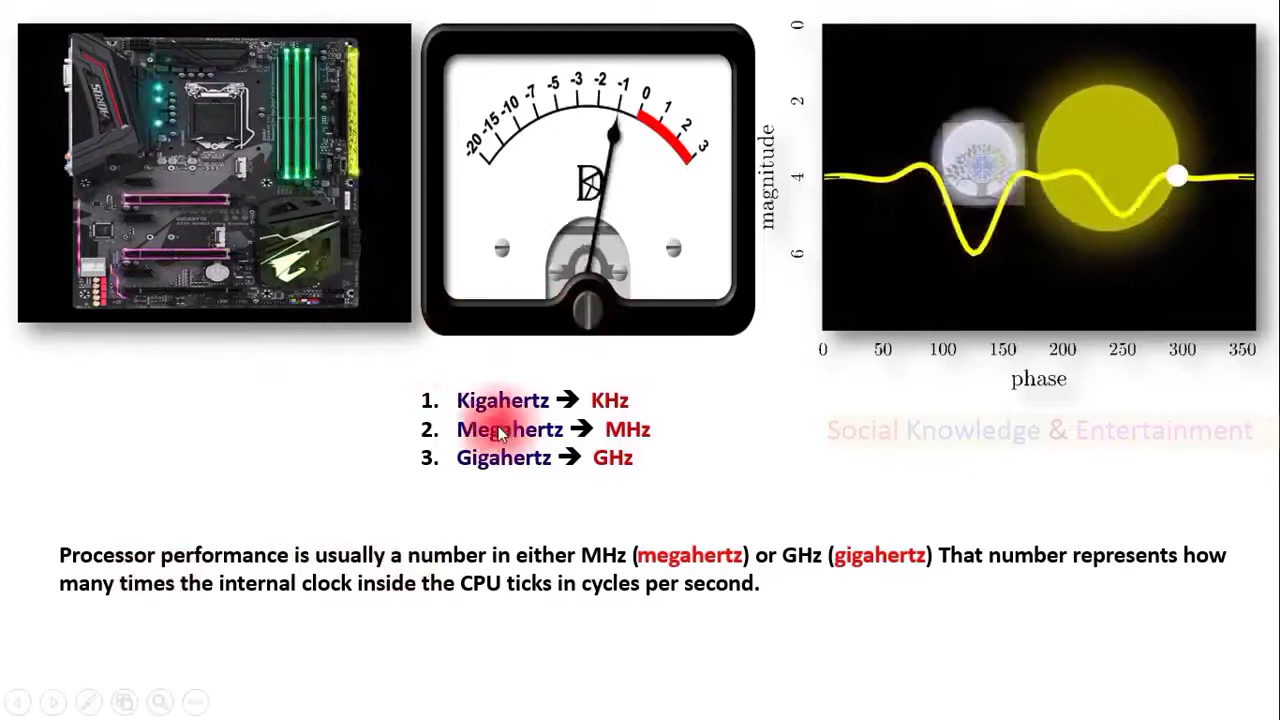 -20 -15 -10 -7 -5 -3 -2 -1 0 1 2 3
magnitude
0
2
4
6
0 50 100 150 200 250 300 350
phase
1. Kigahertz ➔ KHz
2. Megahertz ➔ MHz
3. Gigahertz ➔ GHz
Social Knowledge & Entertainment
Processor performance is usually a number in either MHz (megahertz) or GHz (gigahertz) That number represents how
many times the internal clock inside the CPU ticks in cycles per second.